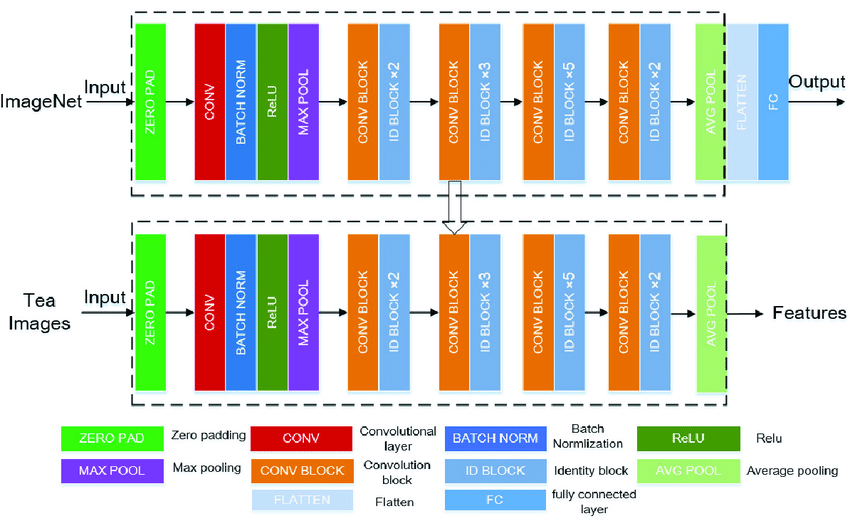 ImageNet
Input
ZERO PAD
CONV
BATCH NORM
ReLU
MAX POOL
CONV BLOCK
ID BLOCK ×2
CONV BLOCK
ID BLOCK ×3
CONV BLOCK
ID BLOCK ×5
CONV BLOCK
ID BLOCK ×2
AVG POOL
FLATTEN
FC
Output
Tea
Images
Input
ZERO PAD
CONV
BATCH NORM
ReLU
MAX POOL
CONV BLOCK
ID BLOCK ×2
CONV BLOCK
ID BLOCK ×3
CONV BLOCK
ID BLOCK ×5
CONV BLOCK
ID BLOCK ×2
AVG POOL
Features
ZERO PAD
Zero padding
CONV
Convolutional
layer
BATCH NORM
Batch
Normlization
ReLU
Relu
MAX POOL
Max pooling
CONV BLOCK
Convolution
block
ID BLOCK
Identity block
AVG POOL
Average pooling
FLATTEN
Flatten
FC
fully connected
layer